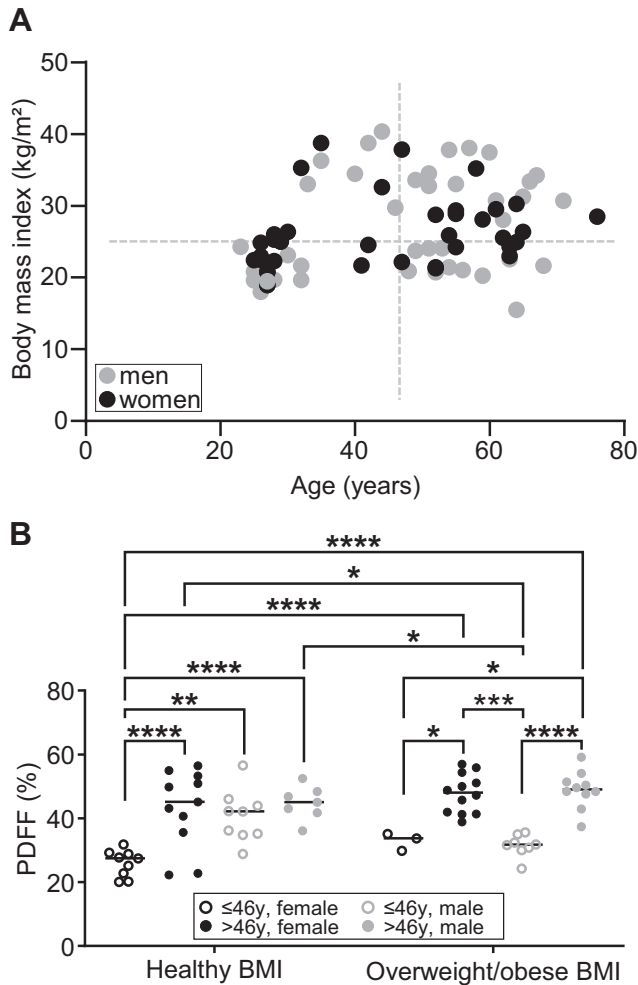 A
Body mass index (kg/m²)
50
40
30
20
10
0
men
women
0
20
40
60
80
Age (years)
B
****
*
****
*
****
*
**
***
****
*
****
PDFF (%)
80
60
40
20
0
≤46y, female
≤46y, male
>46y, female
>46y, male
Healthy BMI
Overweight/obese BMI